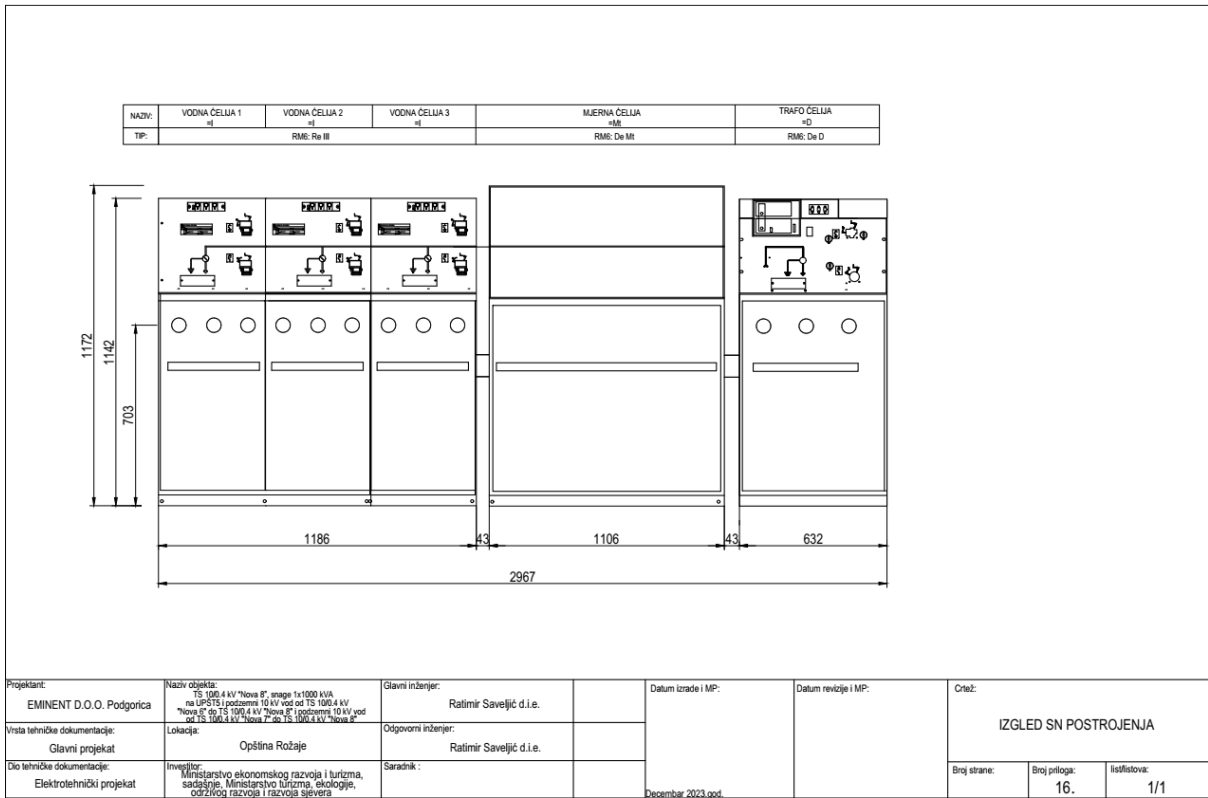 NAZIV: VODNA ĆELIJA 1 VODNA ĆELIJA 2 VODNA ĆELIJA 3 MJERNA ĆELIJA TRAFO ĆELIJA
=I =I =I =Mt =D
TIP: RM6: Re III RM6: De Mt RM6: De D
1172
1142
703
1186
43
1106
43
632
2967
Projektant:
EMINENT D.O.O. Podgorica
Naziv objekta:
TS 10/0.4 kV "Nova 8", snage 1x1000 kVA
na UPŠT5 i podzemni 10 kV vod od TS 10/0.4 kV
"Nova 6" do TS 10/0.4 kV "Nova 8" i podzemni 10 kV vod
od TS 10/0.4 kV "Nova 7" do TS 10/0.4 kV "Nova 8"
Glavni inženjer:
Ratimir Saveljić d.i.e.
Datum izrade i MP:
Datum revizije i MP:
Crtež:
IZGLED SN POSTROJENJA
Vrsta tehničke dokumentacije:
Glavni projekat
Lokacija:
Opština Rožaje
Odgovorni inženjer:
Ratimir Saveljić d.i.e.
Dio tehničke dokumentacije:
Elektrotehnički projekat
Investitor:
Ministarstvo ekonomskog razvoja i turizma,
sadašnje, Ministarstvo turizma, ekologije,
održivog razvoja i razvoja sjevera
Saradnik :
Decembar 2023.god.
Broj strane:
Broj priloga:
16.
list/listova:
1/1